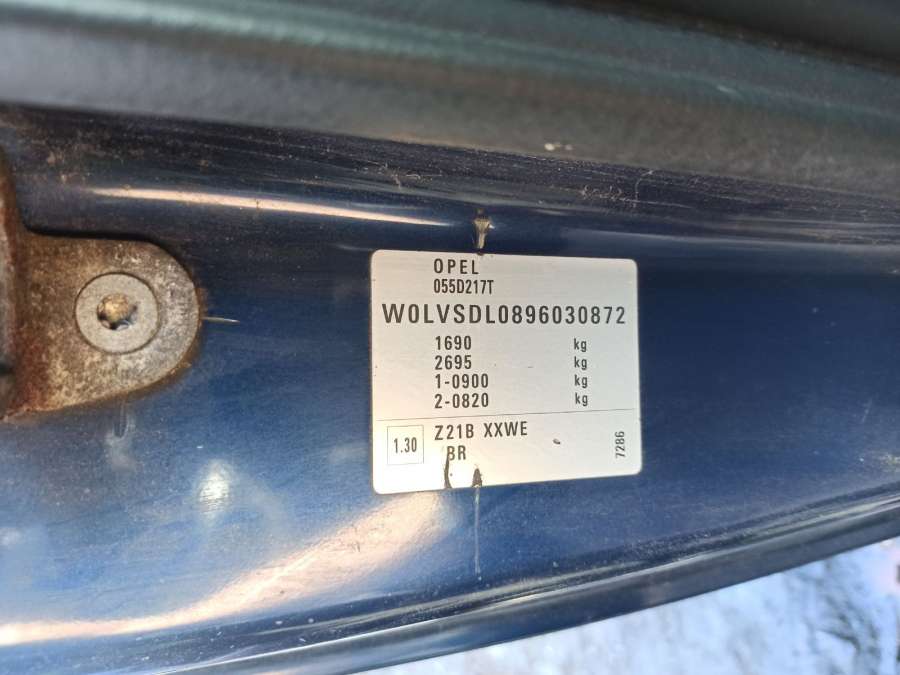 OPEL
055D217T
W0LVSDL0896030872
1690 kg
2695 kg
1-0900 kg
2-0820 kg
1.30 Z21B XXWE
BR
7286